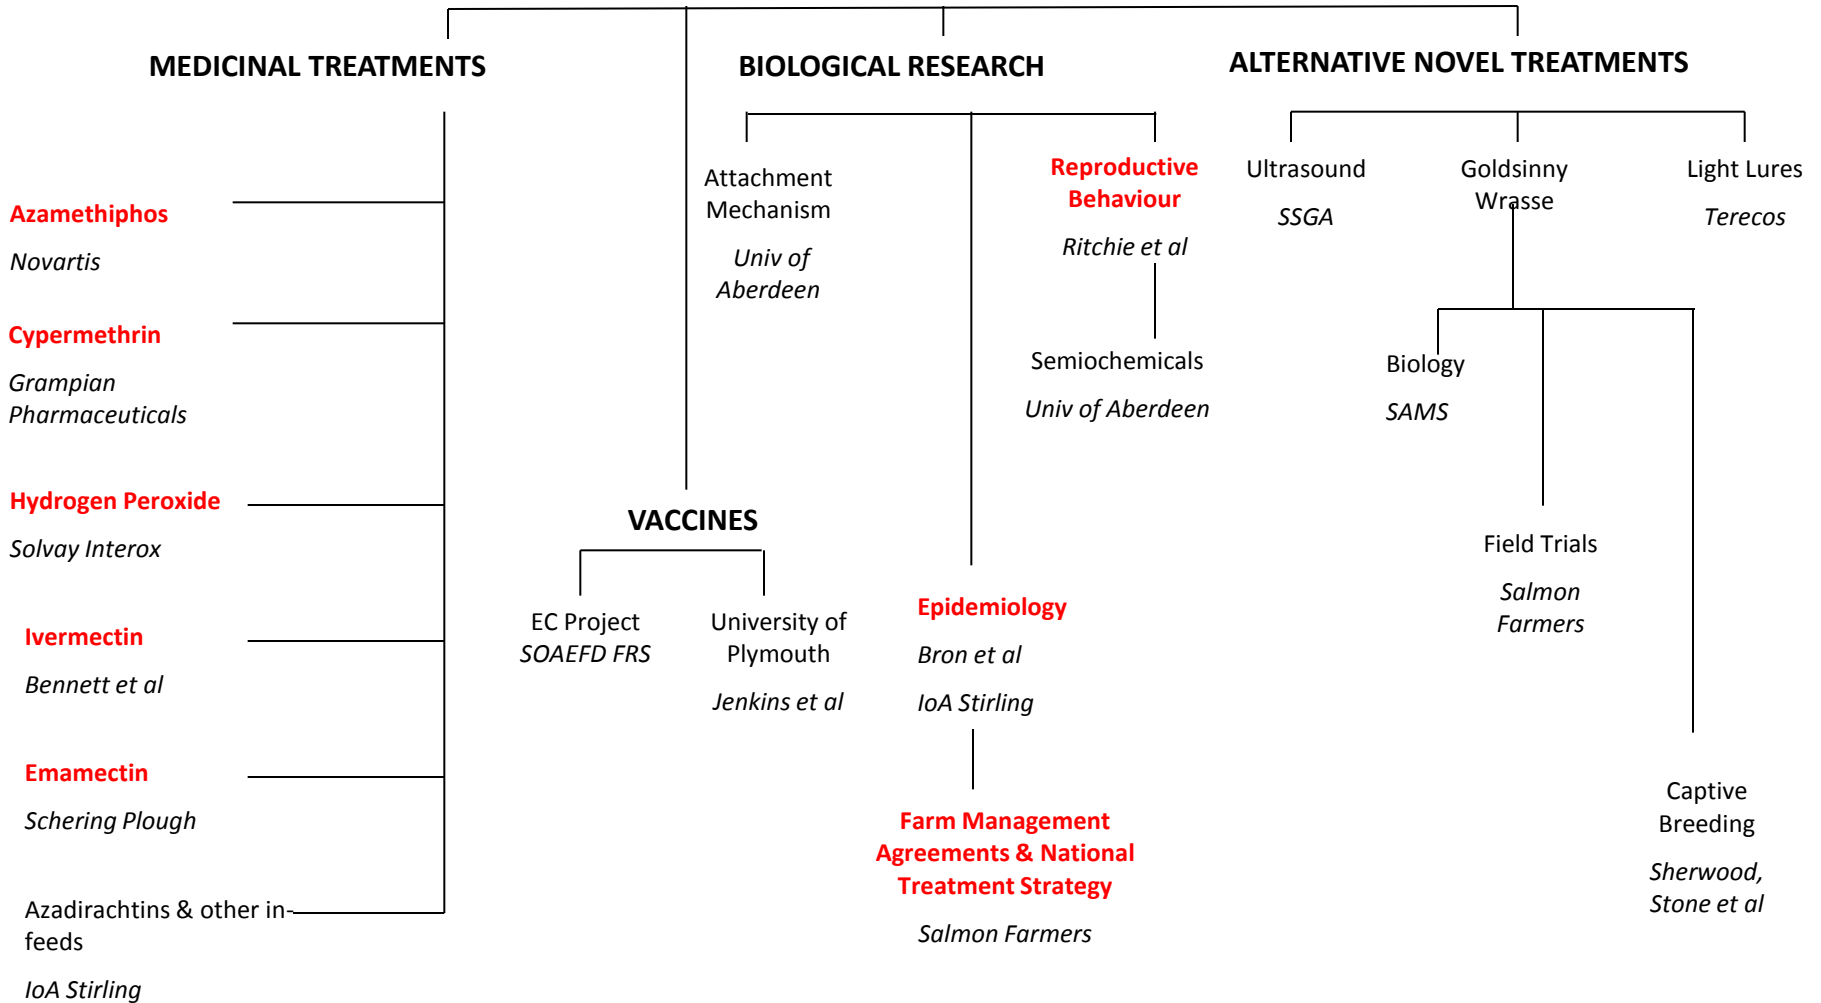 MEDICINAL TREATMENTS
BIOLOGICAL RESEARCH
ALTERNATIVE NOVEL TREATMENTS
Azamethiphos
Novartis
Cypermethrin
Grampian
Pharmaceuticals
Hydrogen Peroxide
Solvay Interox
Ivermectin
Bennett et al
Emamectin
Schering Plough
Azadirachtins & other in-
feeds
IoA Stirling
VACCINES
EC Project
SOAEFD FRS
University of
Plymouth
Jenkins et al
Attachment
Mechanism
Univ of
Aberdeen
Reproductive
Behaviour
Ritchie et al
Semiochemicals
Univ of Aberdeen
Epidemiology
Bron et al
IoA Stirling
Farm Management
Agreements & National
Treatment Strategy
Salmon Farmers
Ultrasound
SSGA
Goldsinny
Wrasse
Light Lures
Terecos
Biology
SAMS
Field Trials
Salmon
Farmers
Captive
Breeding
Sherwood,
Stone et al